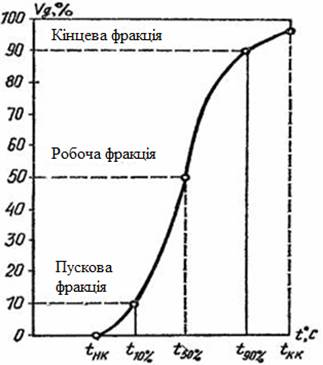 Vg,%
100
Кінцева фракція
90
80
70
60
Робоча фракція
50
40
30
Пускова
фракція
20
10
0
tнк t10% t50% t90% tкк
t,°C